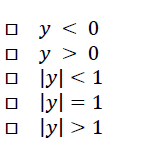 □ y < 0
□ y > 0
□ |y| < 1
□ |y| = 1
□ |y| > 1